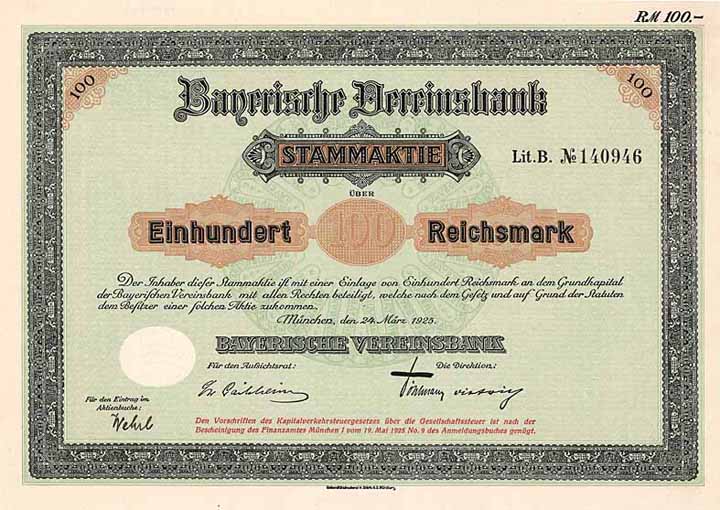 RM 100.–
100
100
Bayerische Vereinsbank
STAMMAKTIE
Lit.B. № 140946
ÜBER
Einhundert 100 Reichsmark
Der Inhaber dieser Stammaktie ist mit einer Einlage von Einhundert Reichsmark an dem Grundkapital
der Bayerischen Vereinsbank mit allen Rechten beteiligt, welche nach dem Gesetz und auf Grund der Statuten
dem Besitzer einer solchen Aktie zukommen.
München, den 24. März 1925.
BAYERISCHE VEREINSBANK
Für den Aufsichtsrat: Die Direktion:
Für den Eintrag im
Aktienbuche:
Den Vorschriften des Kapitalverkehrsteuergesetzes über die Gesellschaftssteuer ist nach der
Bescheinigung des Finanzamtes München I vom 19. Mai 1925 No. 9 des Anmeldungsbuches genügt.